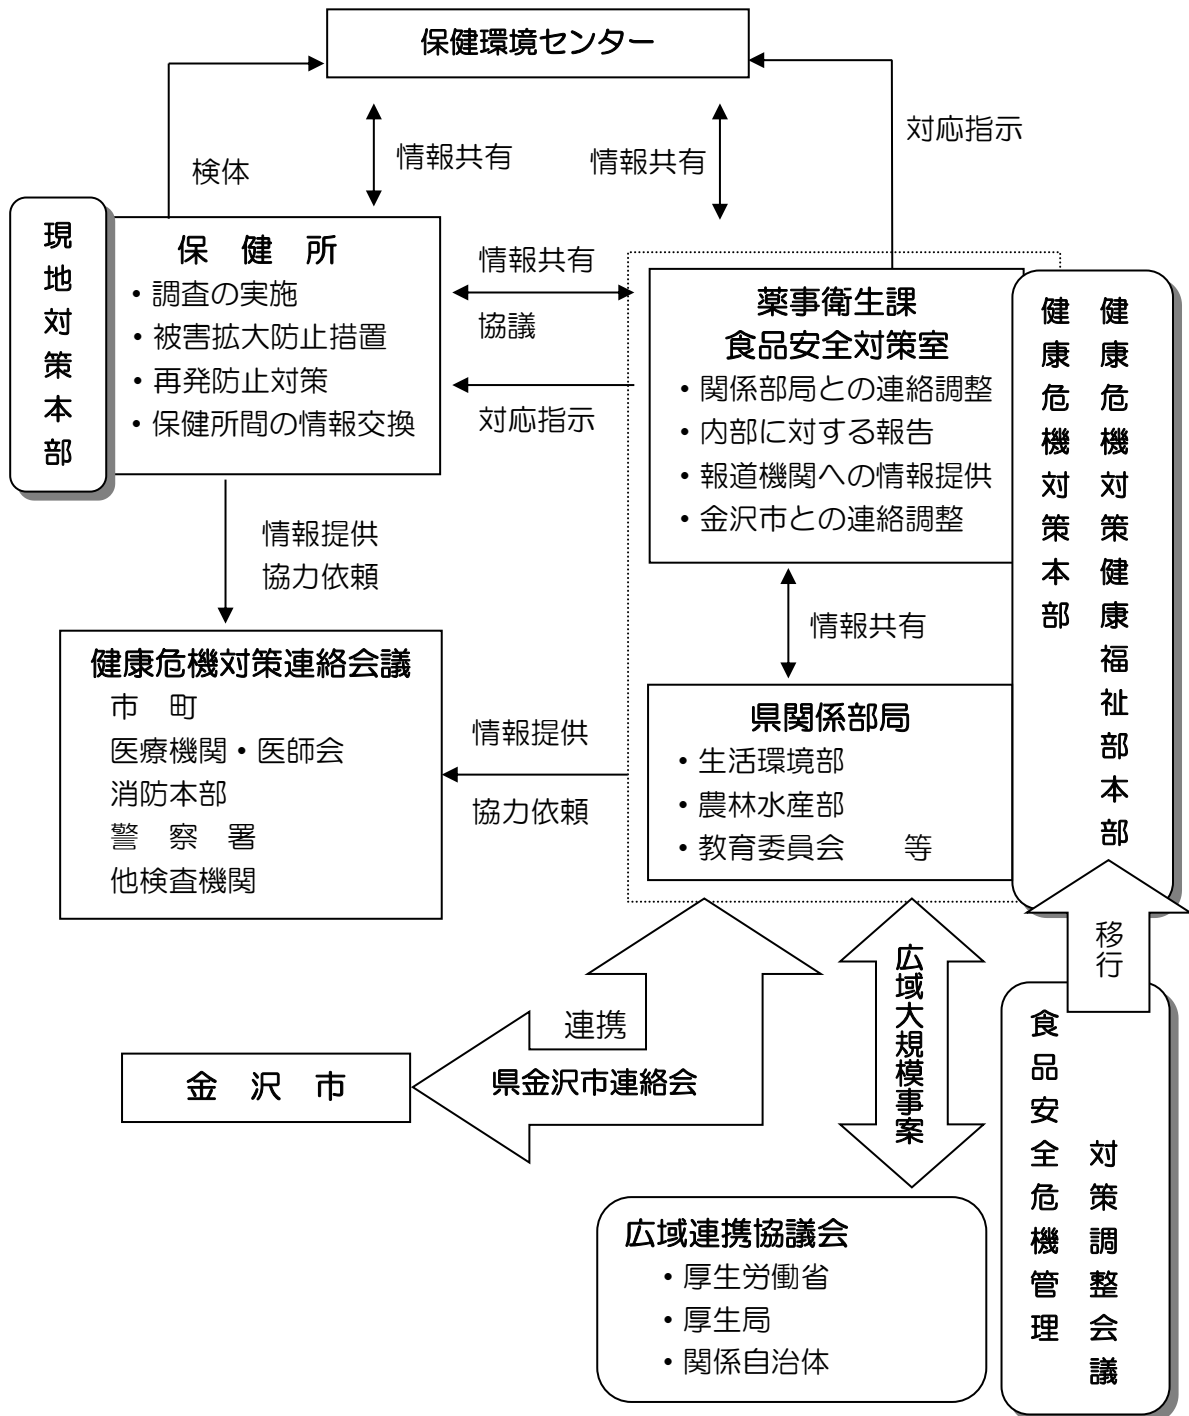 保健環境センター
対応指示
検体
情報共有
情報共有
現地対策本部
保　健　所
・調査の実施
・被害拡大防止措置
・再発防止対策
・保健所間の情報交換
情報共有
協議
対応指示
薬事衛生課
食品安全対策室
・関係部局との連絡調整
・内部に対する報告
・報道機関への情報提供
・金沢市との連絡調整
健康危機対策健康福祉部本部
健康危機対策本部
情報提供
協力依頼
情報共有
健康危機対策連絡会議
市　町
医療機関・医師会
消防本部
警　察　署
他検査機関
情報提供
協力依頼
県関係部局
・生活環境部
・農林水産部
・教育委員会　　等
移行
連携
県金沢市連絡会
金　沢　市
広域大規模事案
食品安全危機管理
対策調整会議
広域連携協議会
・厚生労働省
・厚生局
・関係自治体